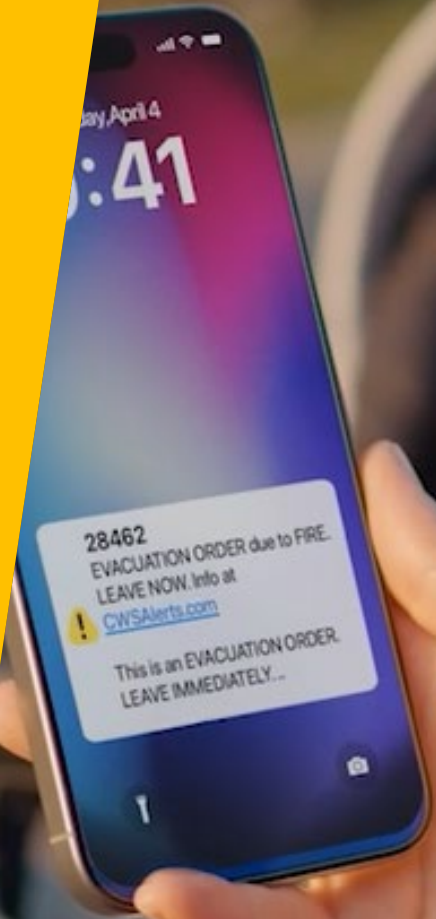 day, April 4
:41
28462
EVACUATION ORDER due to FIRE.
LEAVE NOW. Info at
CWSAlerts.com
This is an EVACUATION ORDER.
LEAVE IMMEDIATELY...